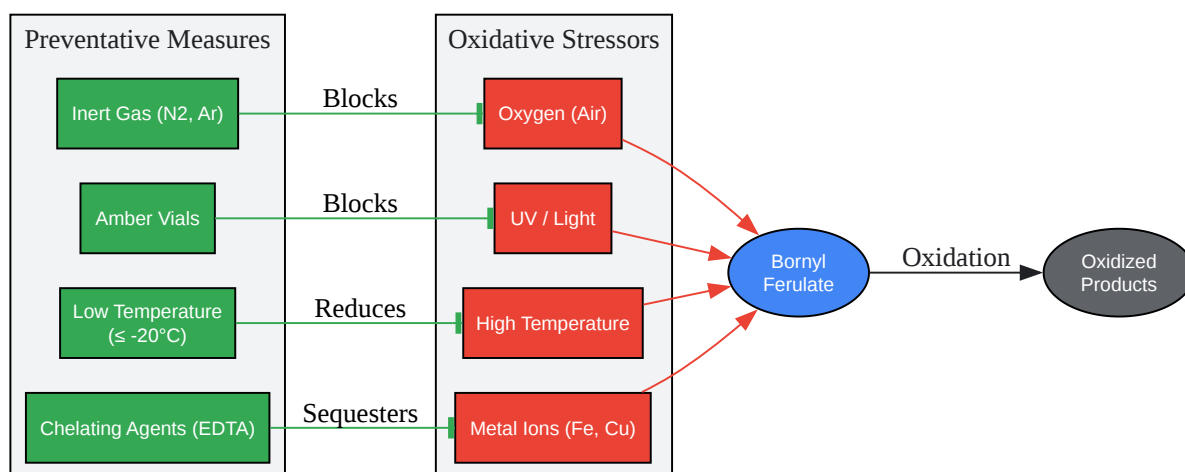 Preventative Measures
Oxidative Stressors
Inert Gas (N2, Ar)
Blocks
Oxygen (Air)
Amber Vials
Blocks
UV / Light
Bornyl
Ferulate
Oxidation
Oxidized
Products
Low Temperature
(≤ -20°C)
Reduces
High Temperature
Chelating Agents (EDTA)
Sequesters
Metal Ions (Fe, Cu)